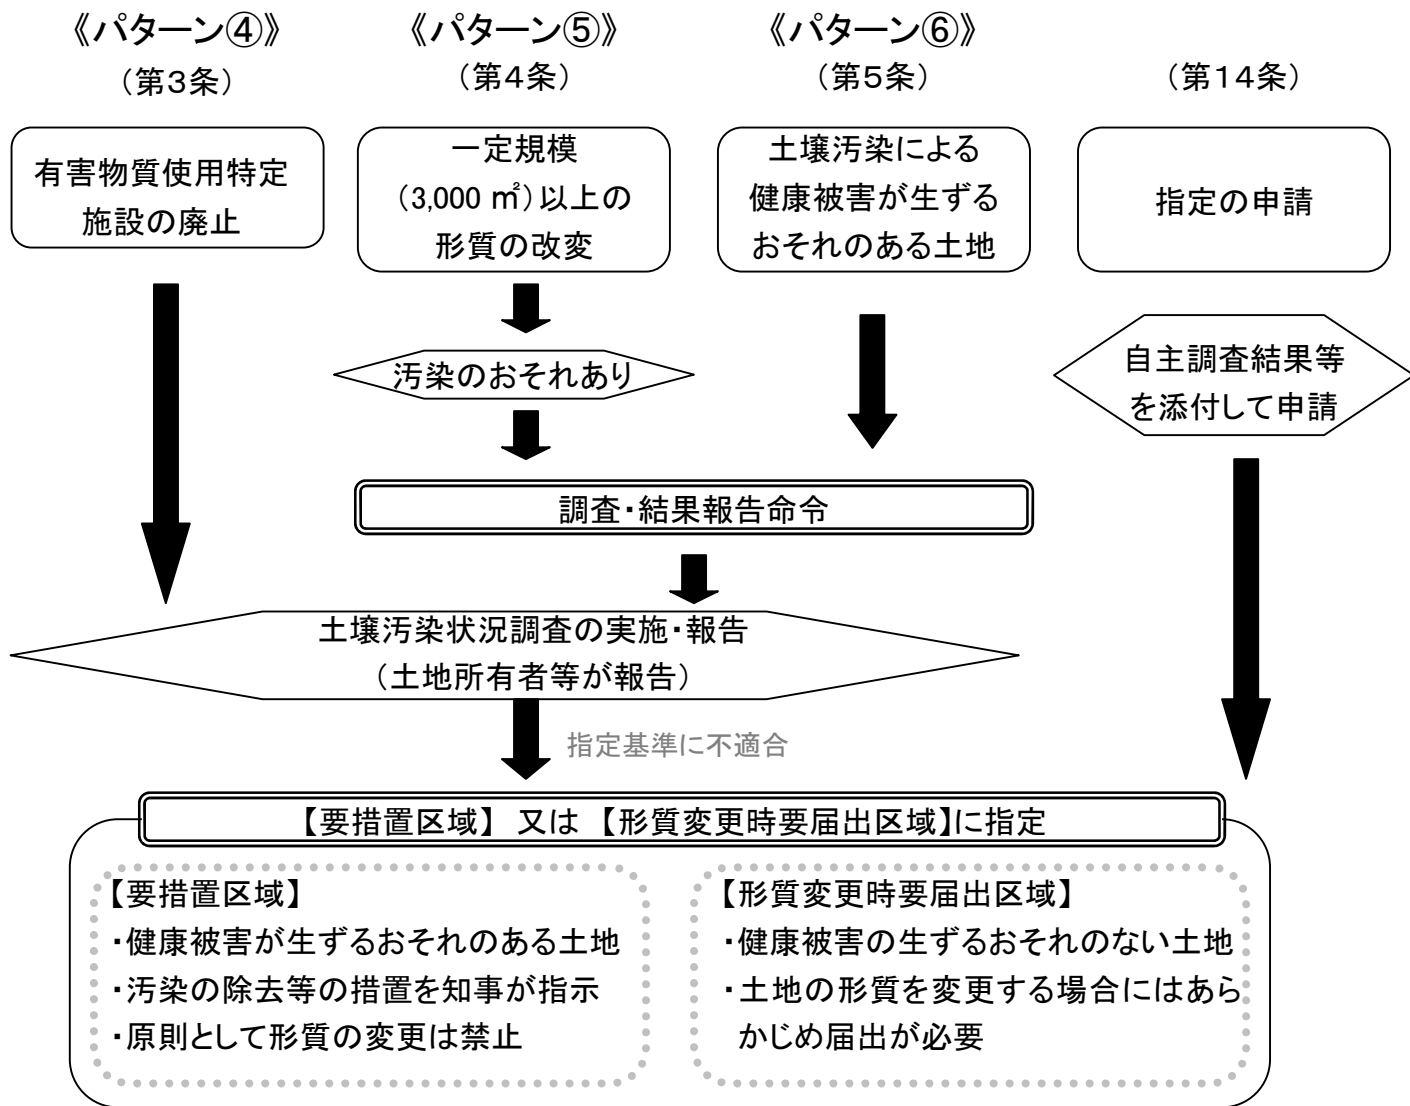 《パターン④》
(第3条)
有害物質使用特定
施設の廃止
《パターン⑤》
(第4条)
一定規模
(3,000 ㎡)以上の
形質の改変
汚染のおそれあり
《パターン⑥》
(第5条)
土壌汚染による
健康被害が生ずる
おそれのある土地
(第14条)
指定の申請
自主調査結果等
を添付して申請
調査・結果報告命令
土壌汚染状況調査の実施・報告
(土地所有者等が報告)
指定基準に不適合
【要措置区域】 又は 【形質変更時要届出区域】に指定
【要措置区域】
・健康被害が生ずるおそれのある土地
・汚染の除去等の措置を知事が指示
・原則として形質の変更は禁止
【形質変更時要届出区域】
・健康被害の生ずるおそれのない土地
・土地の形質を変更する場合にはあら
かじめ届出が必要